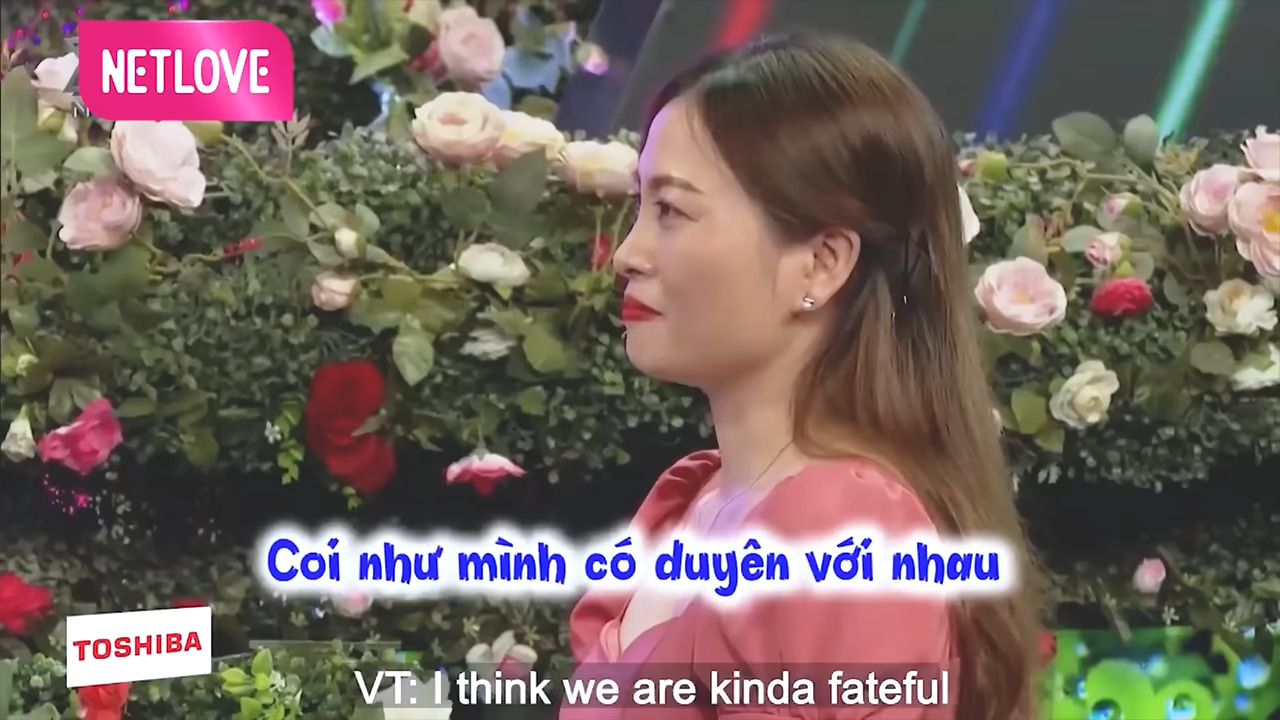 NETLOVE
Coi như mình có duyên với nhau
TOSHIBA
VT: I think we are kinda fateful